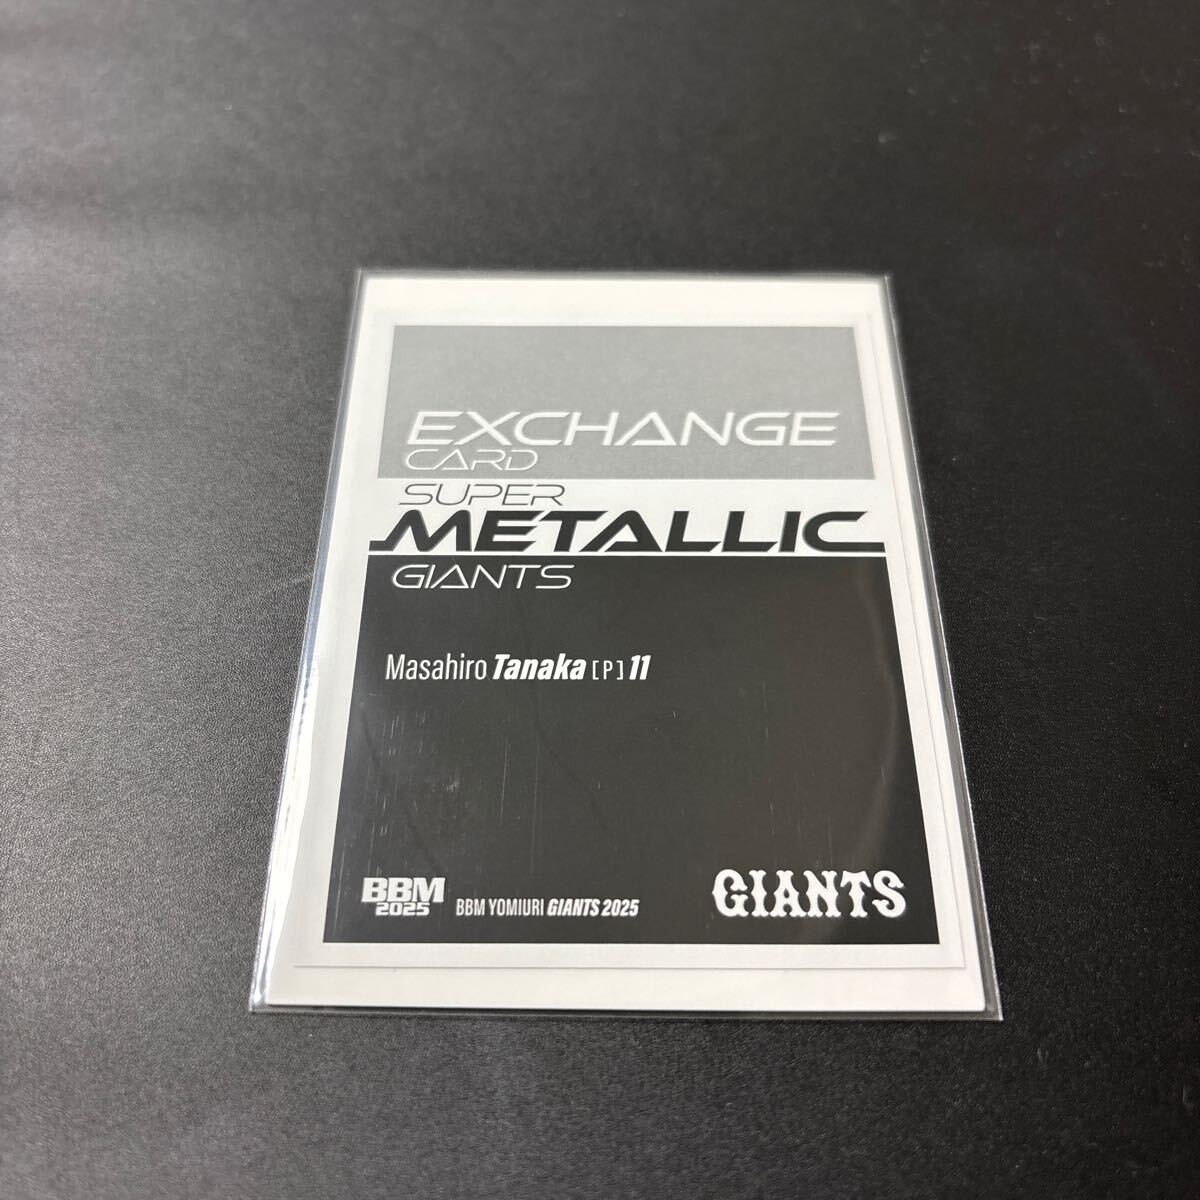 EXCHANGE
CARD
SUPER
METALLIC
GIANTS
Masahiro Tanaka [P] 11
BBM
2025
BBM YOMIURI GIANTS 2025
GIANTS